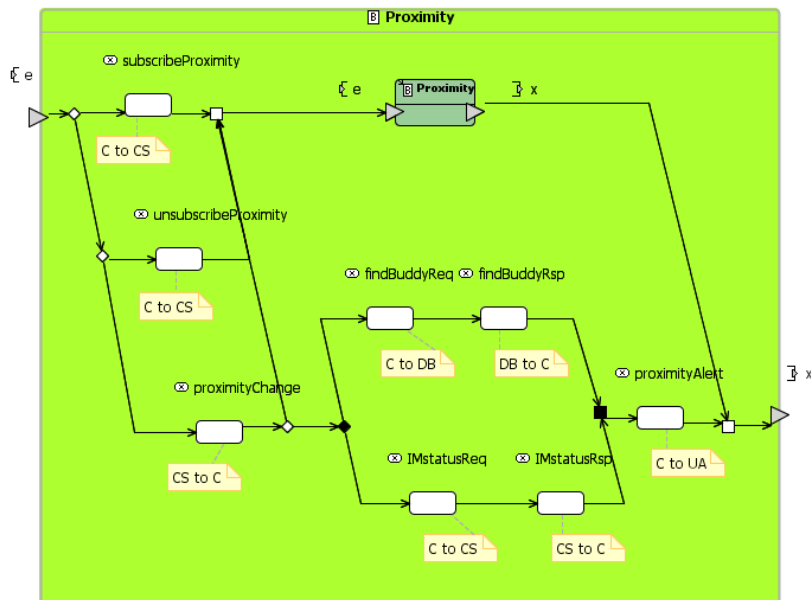 B Proximity
e
subscribeProximity
e
B Proximity
x
C to CS
unsubscribeProximity
C to CS
findBuddyReq
findBuddyRsp
C to DB
DB to C
x
proximityAlert
proximityChange
C to UA
CS to C
IMstatusReq
IMstatusRsp
C to CS
CS to C